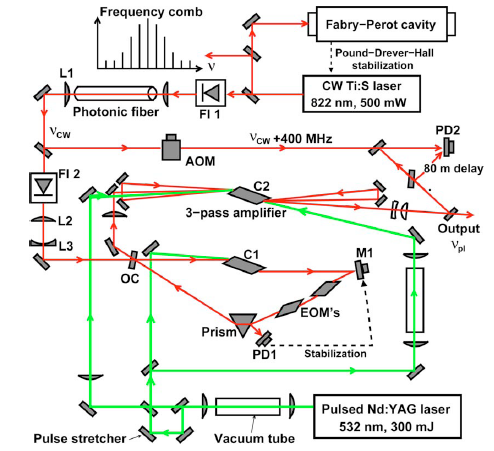 Frequency comb
ν
Fabry−Perot cavity
Pound−Drever−Hall
stabilization
CW Ti:S laser
822 nm, 500 mW
L1
Photonic fiber
FI 1
νCW
AOM
νCW +400 MHz
PD2
80 m delay
FI 2
C2
3−pass amplifier
L2
L3
Output
νpl
OC
C1
M1
EOM's
Prism
PD1
Stabilization
Pulsed Nd:YAG laser
532 nm, 300 mJ
Pulse stretcher
Vacuum tube